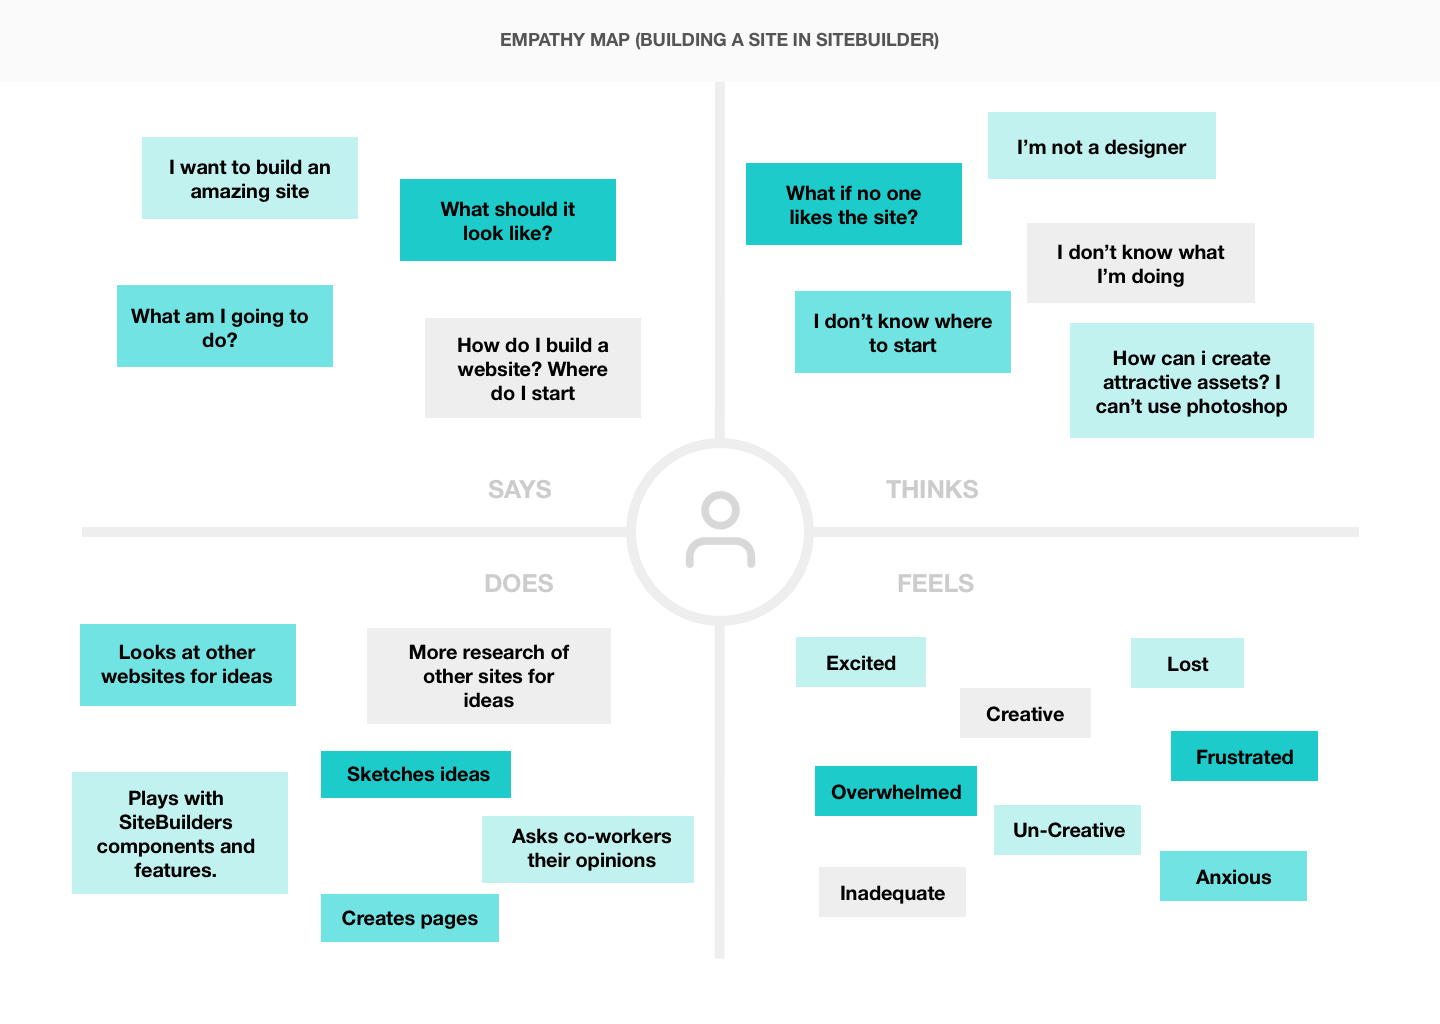 EMPATHY MAP (BUILDING A SITE IN SITEBUILDER)
I want to build an
amazing site
What should it
look like?
What am I going to
do?
How do I build a
website? Where
do I start
SAYS
I’m not a designer
What if no one
likes the site?
I don’t know what
I’m doing
I don’t know where
to start
How can i create
attractive assets? I
can’t use photoshop
THINKS
DOES
Looks at other
websites for ideas
More research of
other sites for
ideas
Sketches ideas
Plays with
SiteBuilders
components and
features.
Asks co-workers
their opinions
Creates pages
FEELS
Excited
Lost
Creative
Frustrated
Overwhelmed
Un-Creative
Anxious
Inadequate